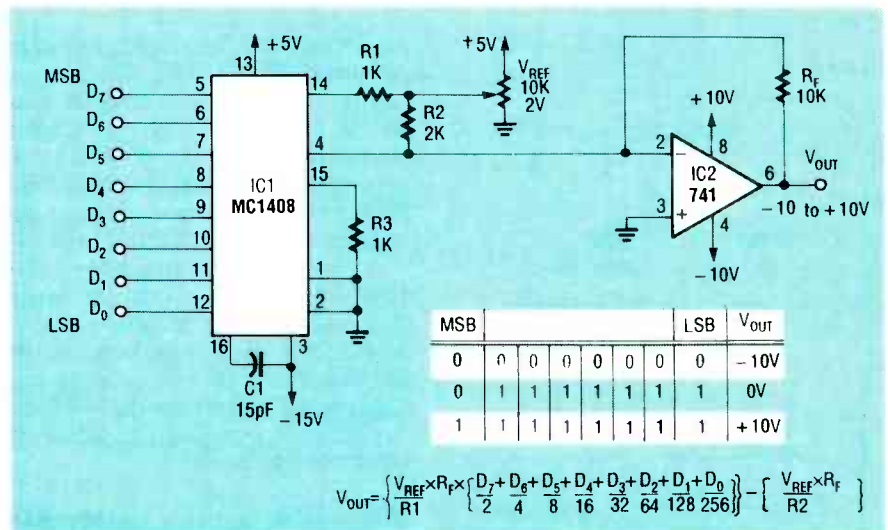 +5V
13
MSB
D7
5
6
D6
D5
7
D4
8
D3
9
D2
10
D1
11
D0
12
LSB
IC1
MC1408
14
4
15
1
2
16
3
C1
15pF
-15V
R1
1K
R2
2K
R3
1K
+5V
VREF
10K
2V
RF
10K
+10V
8
2
-
IC2
741
3
+
4
-10V
6
VOUT
-10 to +10V
MSB LSB VOUT
0 0 0 0 0 0 0 0 -10V
0 1 1 1 1 1 1 1 0V
1 1 1 1 1 1 1 1 +10V
VOUT={VREF/R1×RF×{D7/2+D6/4+D5/8+D4/16+D3/32+D2/64+D1/128+D0/256}}-{VREF×RF/R2}